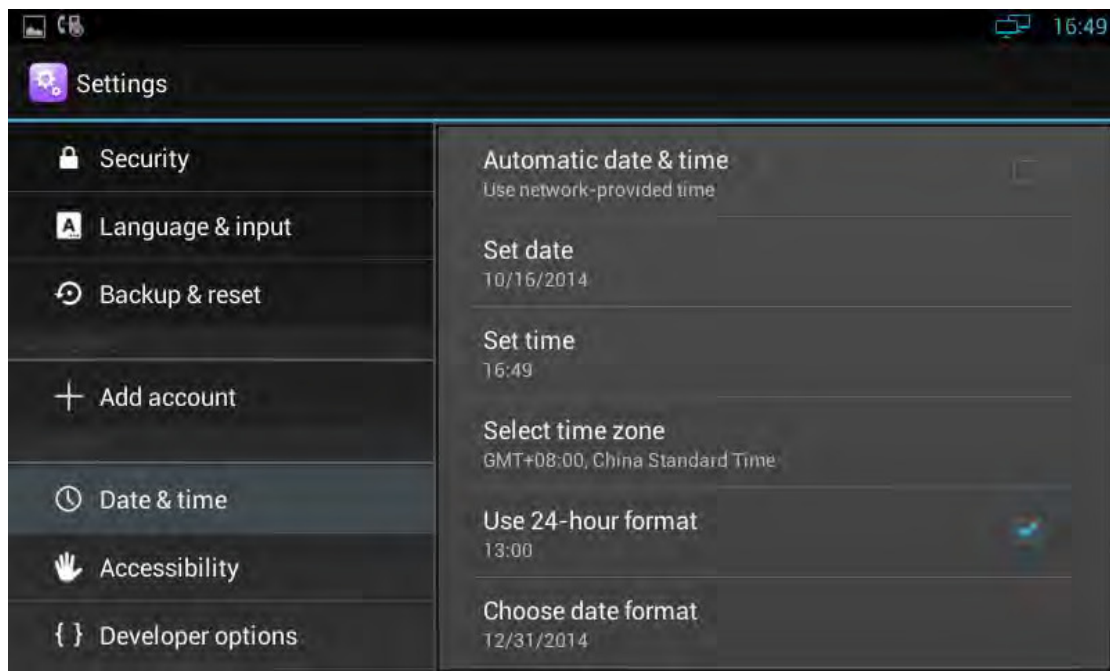 16:49
Settings
Security
Language & input
Backup & reset
Add account
Date & time
Accessibility
{ } Developer options
Automatic date & time
Use network-provided time
Set date
10/16/2014
Set time
16:49
Select time zone
GMT+08:00, China Standard Time
Use 24-hour format
13:00
Choose date format
12/31/2014